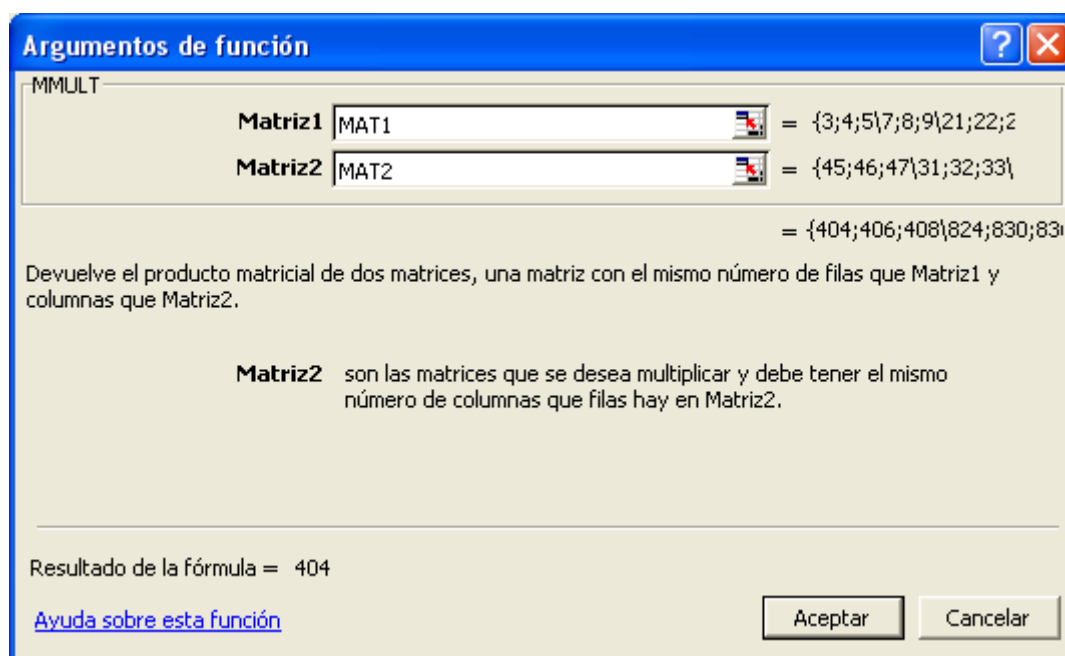 Argumentos de función
MMULT
Matriz1 MAT1 = {3;4;5\7;8;9\21;22;2
Matriz2 MAT2 = {45;46;47\31;32;33\
= {404;406;408\824;830;83
Devuelve el producto matricial de dos matrices, una matriz con el mismo número de filas que Matriz1 y
columnas que Matriz2.
Matriz2 son las matrices que se desea multiplicar y debe tener el mismo
número de columnas que filas hay en Matriz2.
Resultado de la fórmula = 404
Ayuda sobre esta función
Aceptar Cancelar